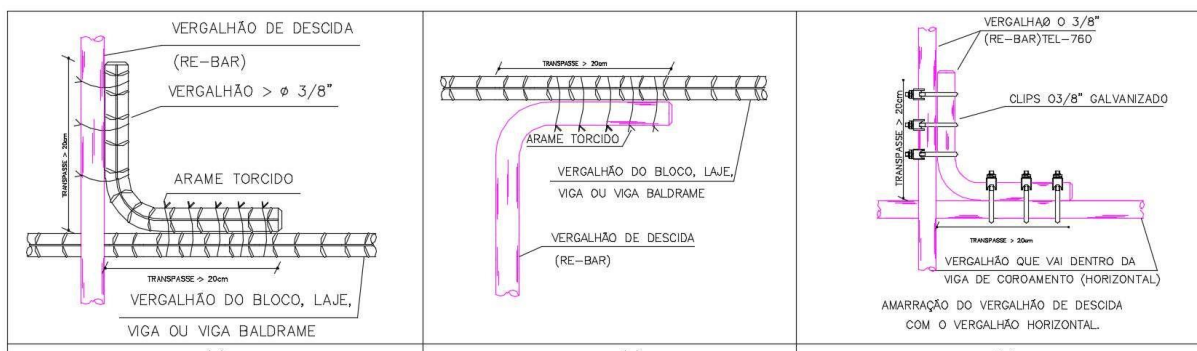 VERGALHÃO DE DESCIDA
(RE-BAR)
VERGALHÃO > φ 3/8"
TRANSPASSE > 20cm
ARAME TORCIDO
TRANSPASSE > 20cm
VERGALHÃO DO BLOCO, LAJE,
VIGA OU VIGA BALDRAME
TRANSPASSE > 20cm
ARAME TORCIDO
VERGALHÃO DO BLOCO, LAJE,
VIGA OU VIGA BALDRAME
VERGALHÃO DE DESCIDA
(RE-BAR)
VERGALHAØ O 3/8"
(RE-BAR)TEL-760
TRANSPASSE > 20cm
CLIPS O3/8" GALVANIZADO
TRANSPASSE > 20cm
VERGALHÃO QUE VAI DENTRO DA
VIGA DE COROAMENTO (HORIZONTAL)
AMARRAÇÃO DO VERGALHÃO DE DESCIDA
COM O VERGALHÃO HORIZONTAL.